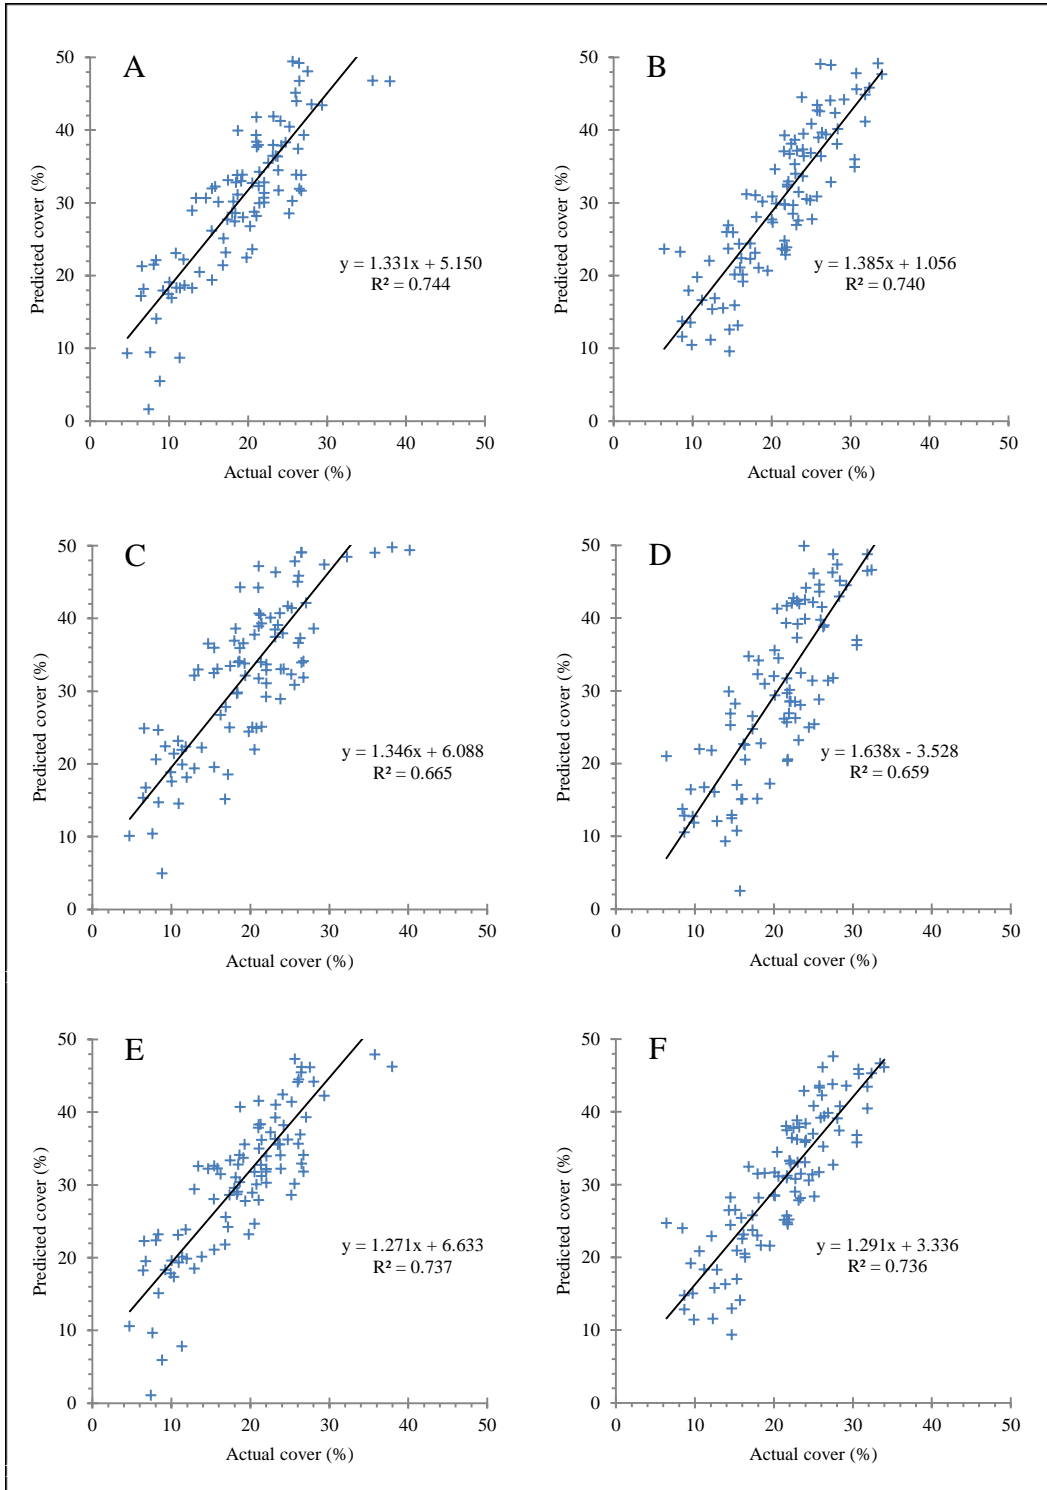 A
50
40
30
20
10
0
Predicted cover (%)
y = 1.331x + 5.150
R² = 0.744
0 10 20 30 40 50
Actual cover (%)
B
50
40
30
20
10
0
Predicted cover (%)
y = 1.385x + 1.056
R² = 0.740
0 10 20 30 40 50
Actual cover (%)
C
50
40
30
20
10
0
Predicted cover (%)
y = 1.346x + 6.088
R² = 0.665
0 10 20 30 40 50
Actual cover (%)
D
50
40
30
20
10
0
Predicted cover (%)
y = 1.638x - 3.528
R² = 0.659
0 10 20 30 40 50
Actual cover (%)
E
50
40
30
20
10
0
Predicted cover (%)
y = 1.271x + 6.633
R² = 0.737
0 10 20 30 40 50
Actual cover (%)
F
50
40
30
20
10
0
Predicted cover (%)
y = 1.291x + 3.336
R² = 0.736
0 10 20 30 40 50
Actual cover (%)